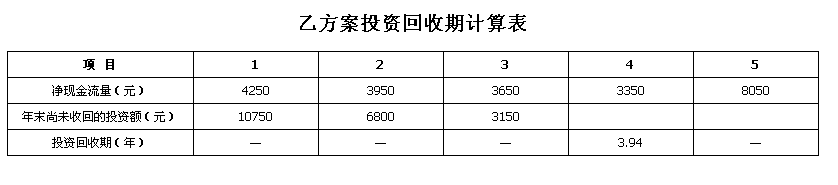 乙方案投资回收期计算表
项 目 1 2 3 4 5
净现金流量（元） 4250 3950 3650 3350 8050
年末尚未收回的投资额（元） 10750 6800 3150
投资回收期（年） — — — 3.94 —